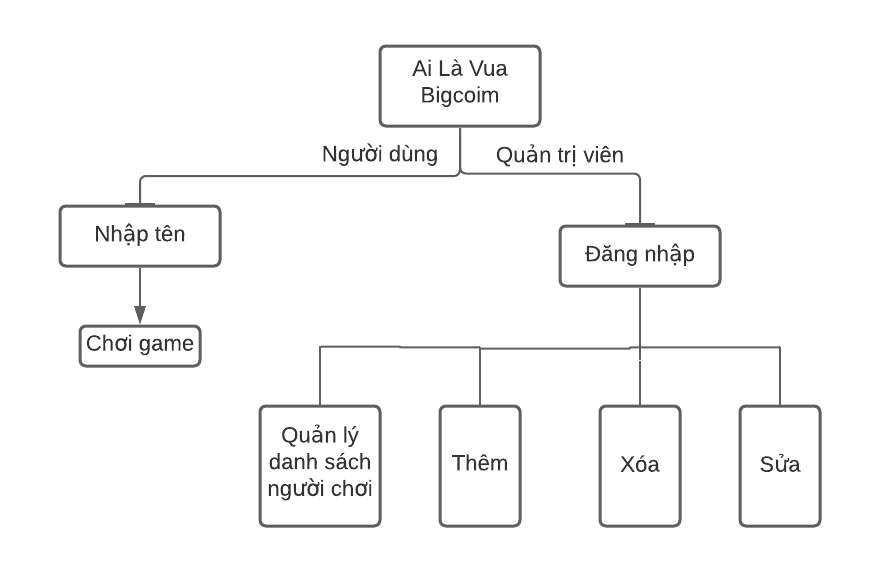 Ai Là Vua
Bigcoim
Người dùng
Quản trị viên
Nhập tên
Đăng nhập
Chơi game
Quản lý
danh sách
người chơi
Thêm
Xóa
Sửa